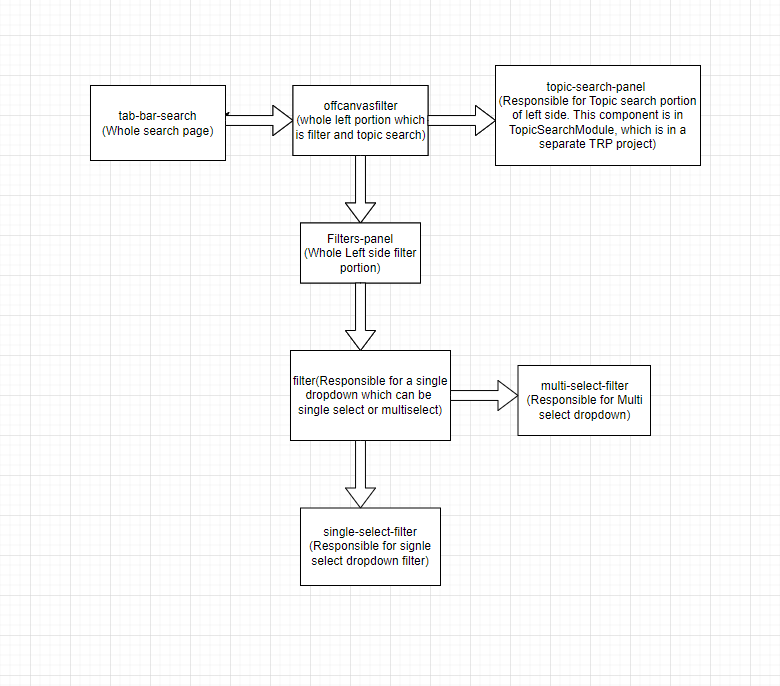 tab-bar-search
(Whole search page)
offcanvasfilter
(whole left portion which
is filter and topic search)
topic-search-panel
(Responsible for Topic search portion
of left side. This component is in
TopicSearchModule, which is in a
separate TRP project)
Filters-panel
(Whole Left side filter
portion)
filter(Responsible for a single
dropdown which can be
single select or multiselect)
multi-select-filter
(Responsible for Multi
select dropdown)
single-select-filter
(Responsible for signle
select dropdown filter)